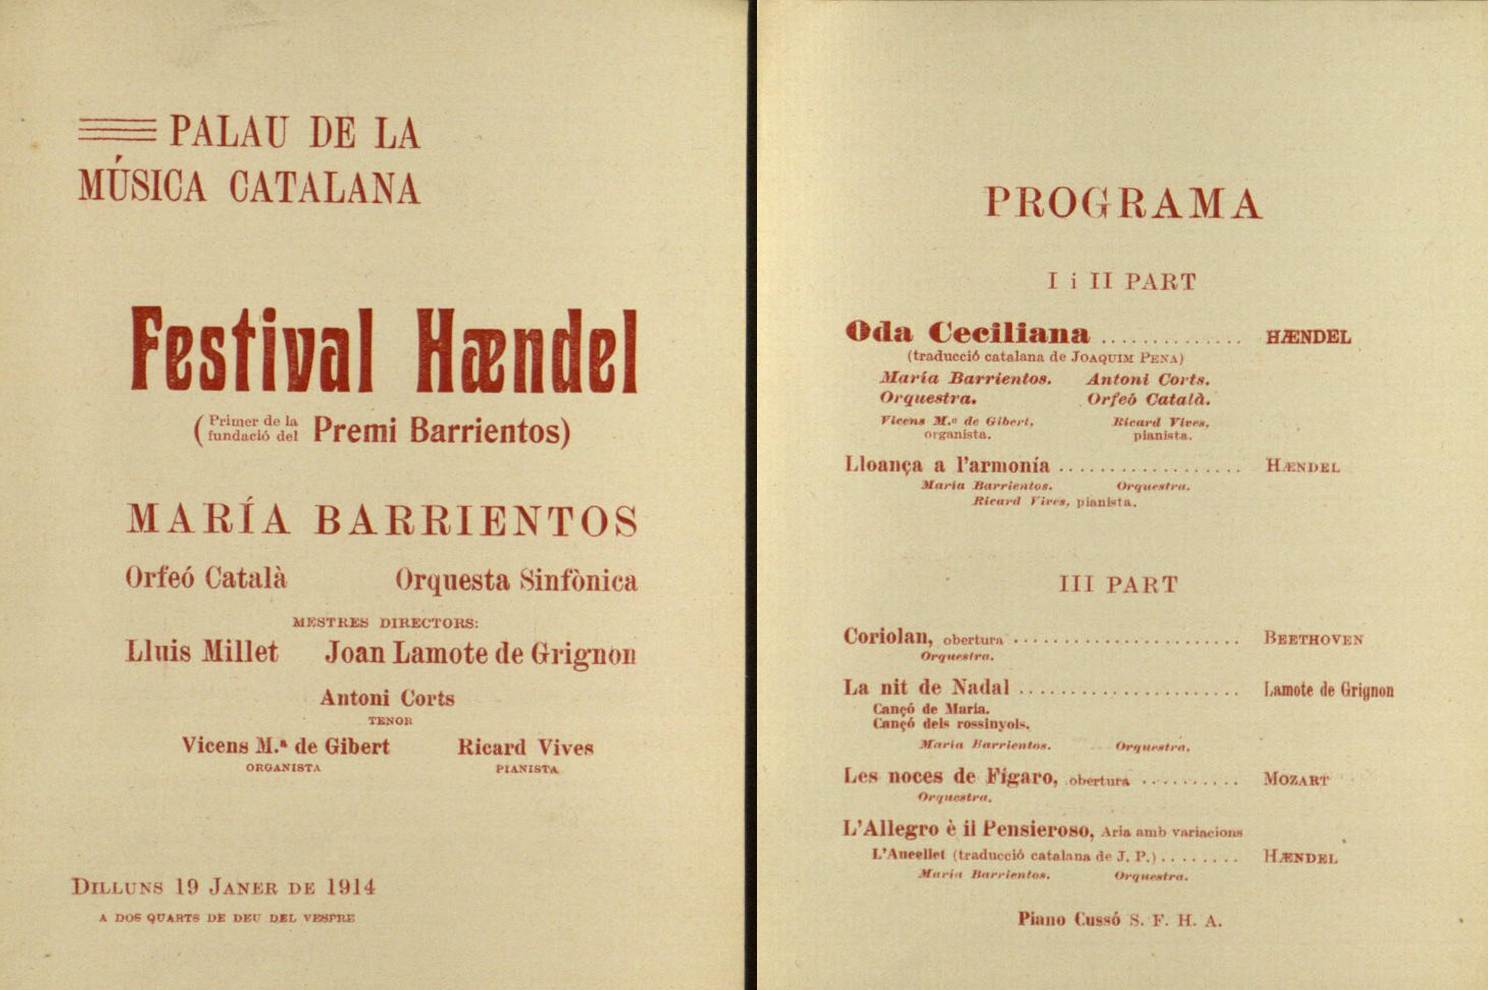 PALAU DE LA
MÚSICA CATALANA
Festival Hændel
(Primer de la fundació del Premi Barrientos)
MARÍA BARRIENTOS
Orfeó Català Orquesta Sinfònica
MESTRES DIRECTORS:
Lluis Millet Joan Lamote de Grignon
Antoni Corts
TENOR
Vicens M.ª de Gibert Ricard Vives
ORGANISTA PIANISTA
DILLUNS 19 JANER DE 1914
A DOS QUARTS DE DEU DEL VESPRE
PROGRAMA
I i II PART
Oda Ceciliana .............. HÆNDEL
(traducció catalana de JOAQUIM PENA)
María Barrientos. Antoni Corts.
Orquestra. Orfeó Català.
Vicens M.ª de Gibert, Ricard Vives,
organista. pianista.
Lloança a l'armonía .................. HÆNDEL
María Barrientos. Orquestra.
Ricard Vives, pianista.
III PART
Coriolan, obertura ....................... BEETHOVEN
Orquestra.
La nit de Nadal ...................... Lamote de Grignon
Cançó de Maria.
Cançó dels rossinyols.
María Barrientos. Orquestra.
Les noces de Fígaro, obertura .......... MOZART
Orquestra.
L'Allegro è il Pensieroso, Aria amb variacions
L'Aucellet (traducció catalana de J. P.) ........ HÆNDEL
María Barrientos. Orquestra.
Piano Cussó S. F. H. A.